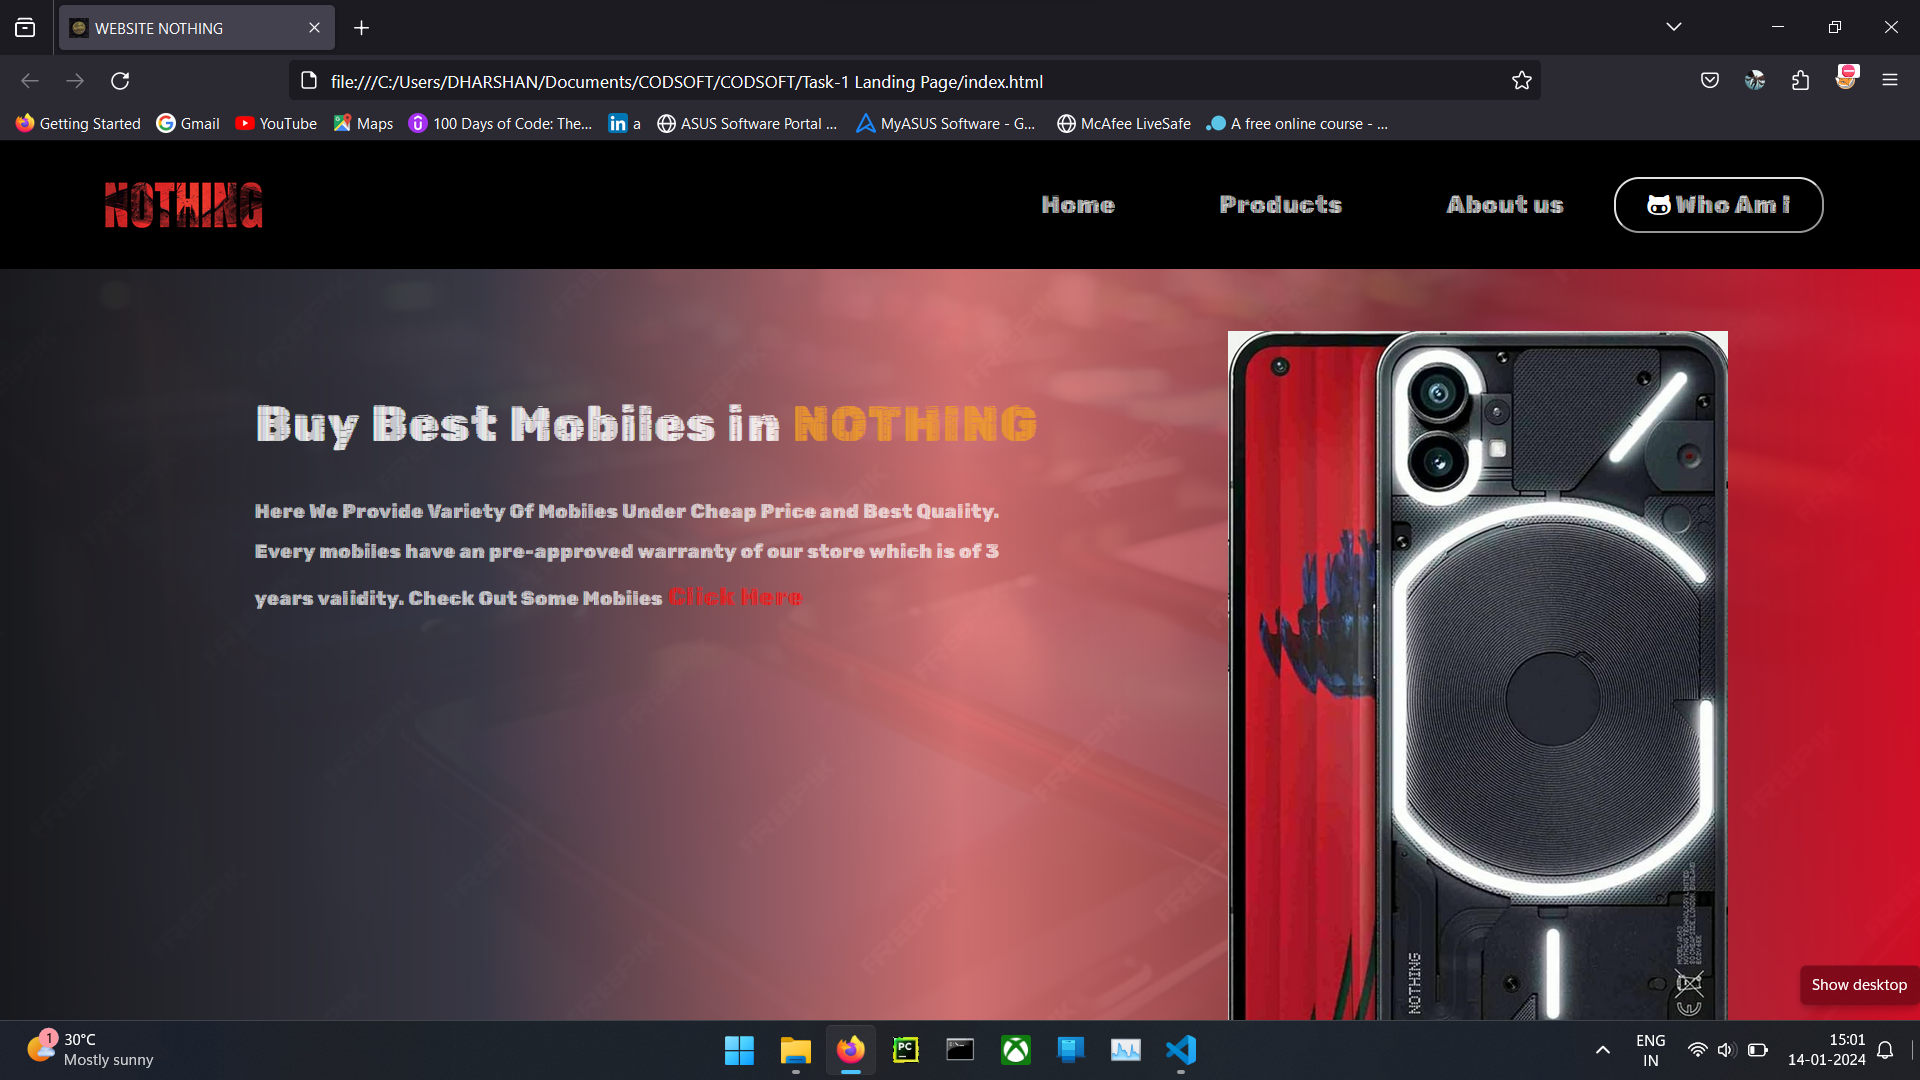 WEBSITE NOTHING
file:///C:/Users/DHARSHAN/Documents/CODSOFT/CODSOFT/Task-1 Landing Page/index.html
Getting Started Gmail YouTube Maps 100 Days of Code: The... a ASUS Software Portal ... MyASUS Software - G... McAfee LiveSafe A free online course - ...
NOTHING Home Products About us Who Am i
Buy Best Mobiles in NOTHING
Here We Provide Variety Of Mobiles Under Cheap Price and Best Quality.
Every mobiles have an pre-approved warranty of our store which is of 3
years validity. Check Out Some Mobiles Click Here
NOTHING
Show desktop
1
30°C
Mostly sunny
PC
ENG
IN
15:01
14-01-2024